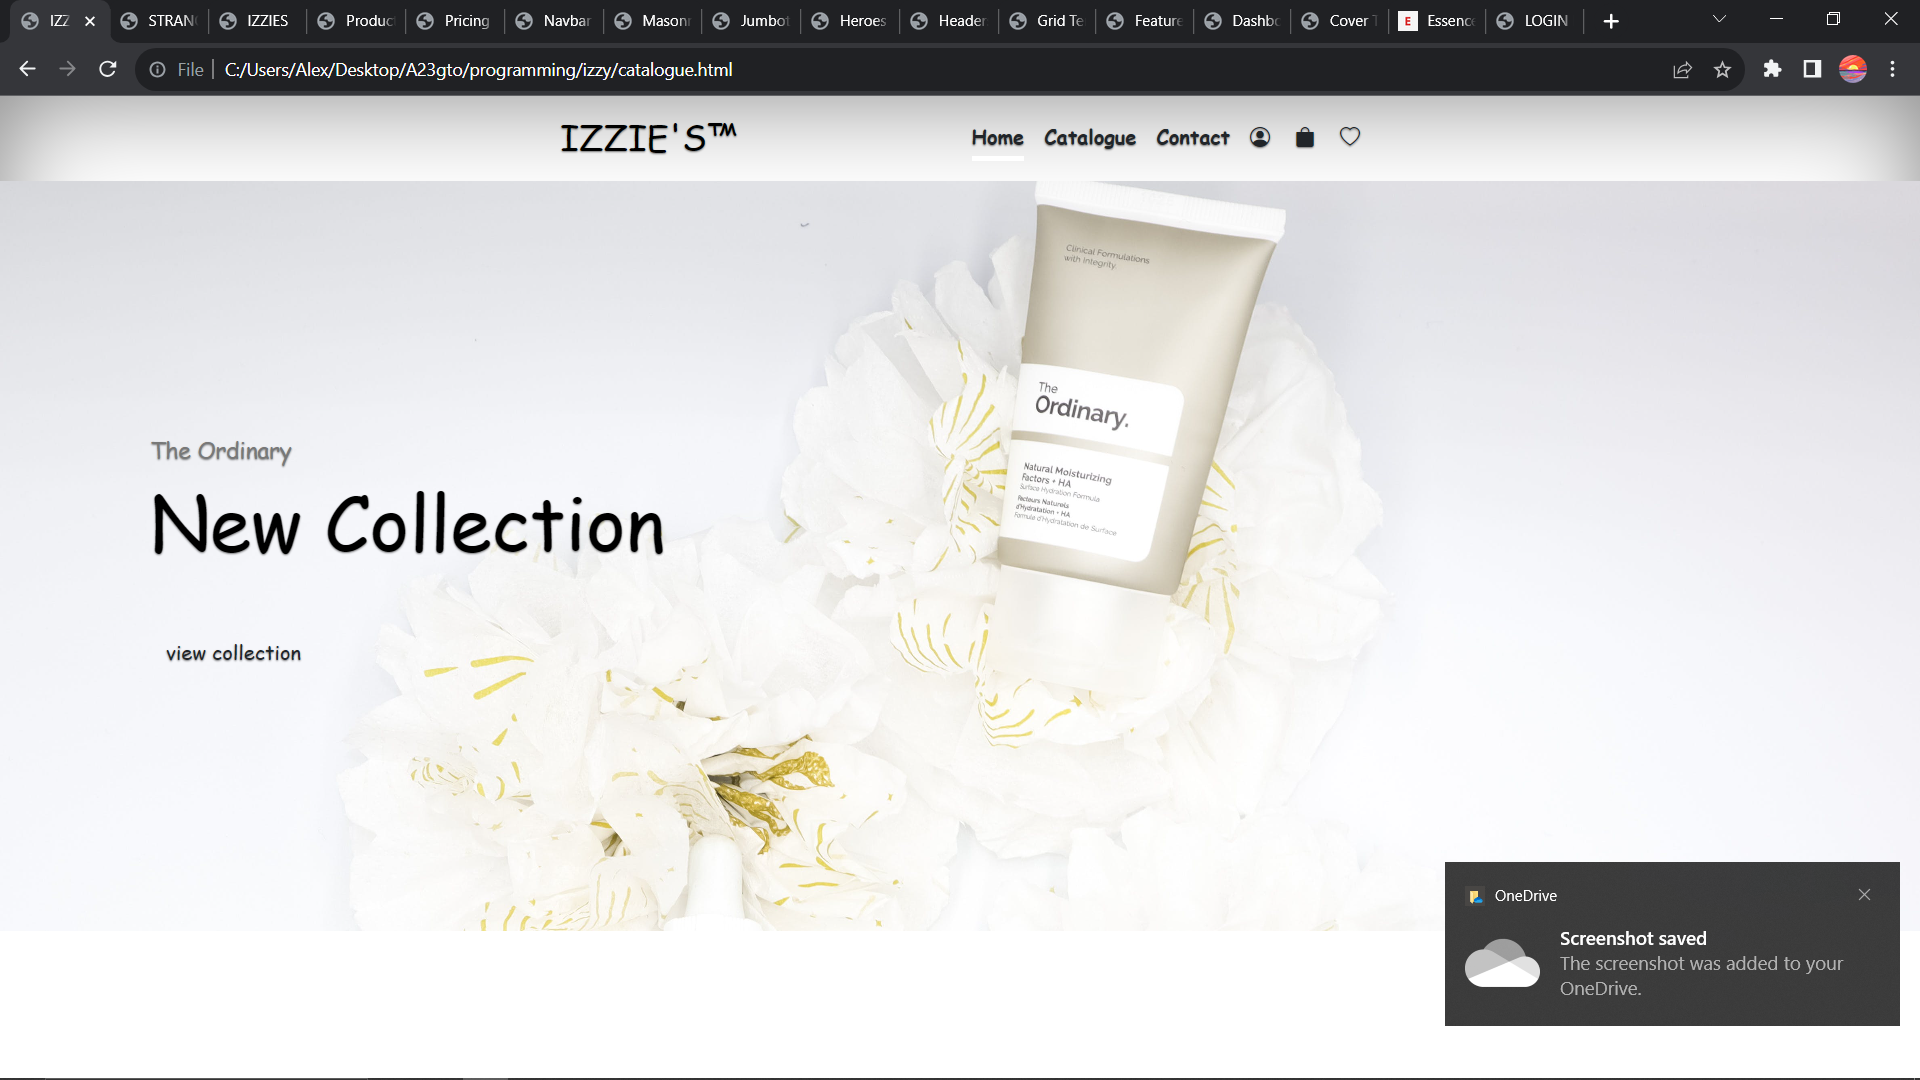 IZZ
STRAN
IZZIES
Produc
Pricing
Navbar
Masonr
Jumbot
Heroes
Header
Grid Te
Feature
Dashbo
Cover T
E Essence
LOGIN
File
C:/Users/Alex/Desktop/A23gto/programming/izzy/catalogue.html
IZZIE'S™
Home Catalogue Contact
Clinical Formulations
with Integrity.
The
Ordinary.
Natural Moisturizing
Factors + HA
Surface Hydration Formula
Facteurs Naturels
d'Hydratation + HA
Formule d'Hydratation de Surface
The Ordinary
New Collection
view collection
OneDrive
Screenshot saved
The screenshot was added to your
OneDrive.